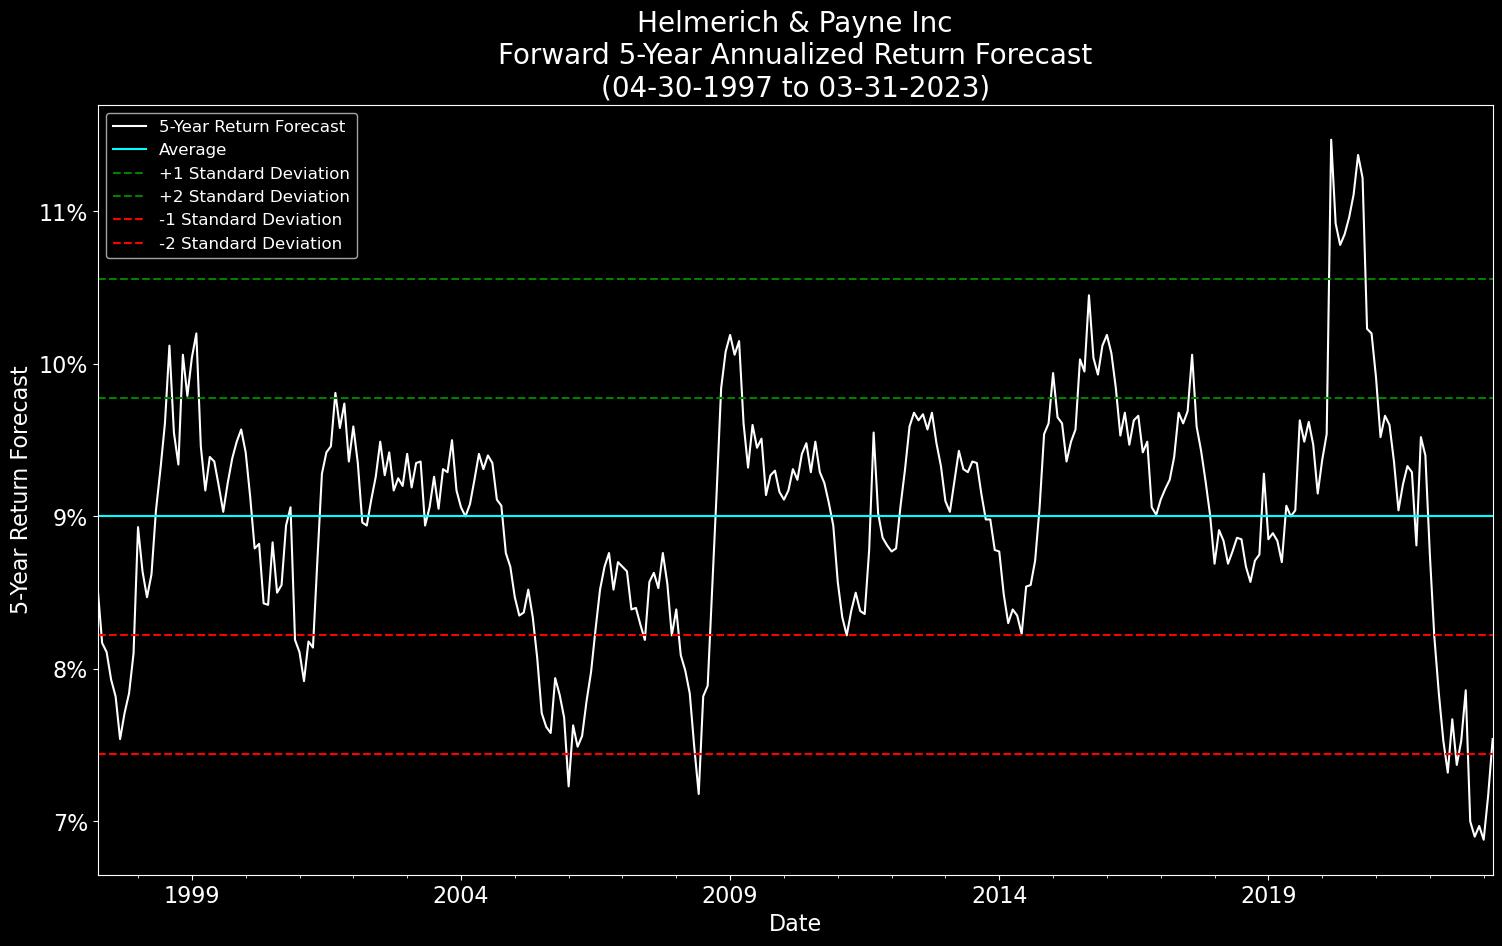 Helmerich & Payne Inc
Forward 5-Year Annualized Return Forecast
(04-30-1997 to 03-31-2023)
5-Year Return Forecast
Average
+1 Standard Deviation
+2 Standard Deviation
-1 Standard Deviation
-2 Standard Deviation
11%
10%
9%
8%
7%
5-Year Return Forecast
1999
2004
2009
2014
2019
Date